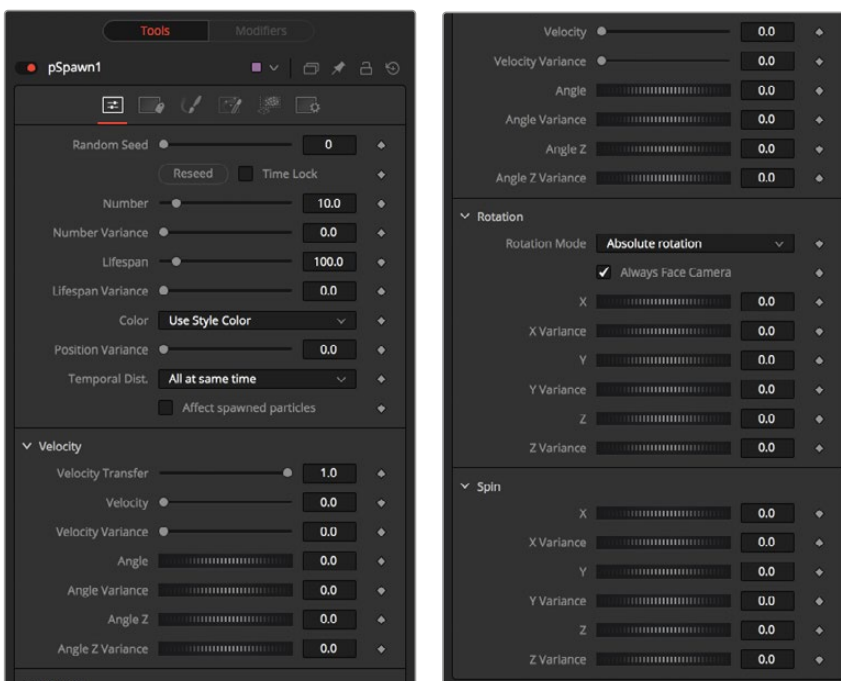 Tools Modifiers
pSpawn1
Random Seed 0
Reseed Time Lock
Number 10.0
Number Variance 0.0
Lifespan 100.0
Lifespan Variance 0.0
Color Use Style Color
Position Variance 0.0
Temporal Dist. All at same time
Affect spawned particles
Velocity
Velocity Transfer 1.0
Velocity 0.0
Velocity Variance 0.0
Angle 0.0
Angle Variance 0.0
Angle Z 0.0
Angle Z Variance 0.0
Velocity 0.0
Velocity Variance 0.0
Angle 0.0
Angle Variance 0.0
Angle Z 0.0
Angle Z Variance 0.0
Rotation
Rotation Mode Absolute rotation
Always Face Camera
X 0.0
X Variance 0.0
Y 0.0
Y Variance 0.0
Z 0.0
Z Variance 0.0
Spin
X 0.0
X Variance 0.0
Y 0.0
Y Variance 0.0
Z 0.0
Z Variance 0.0